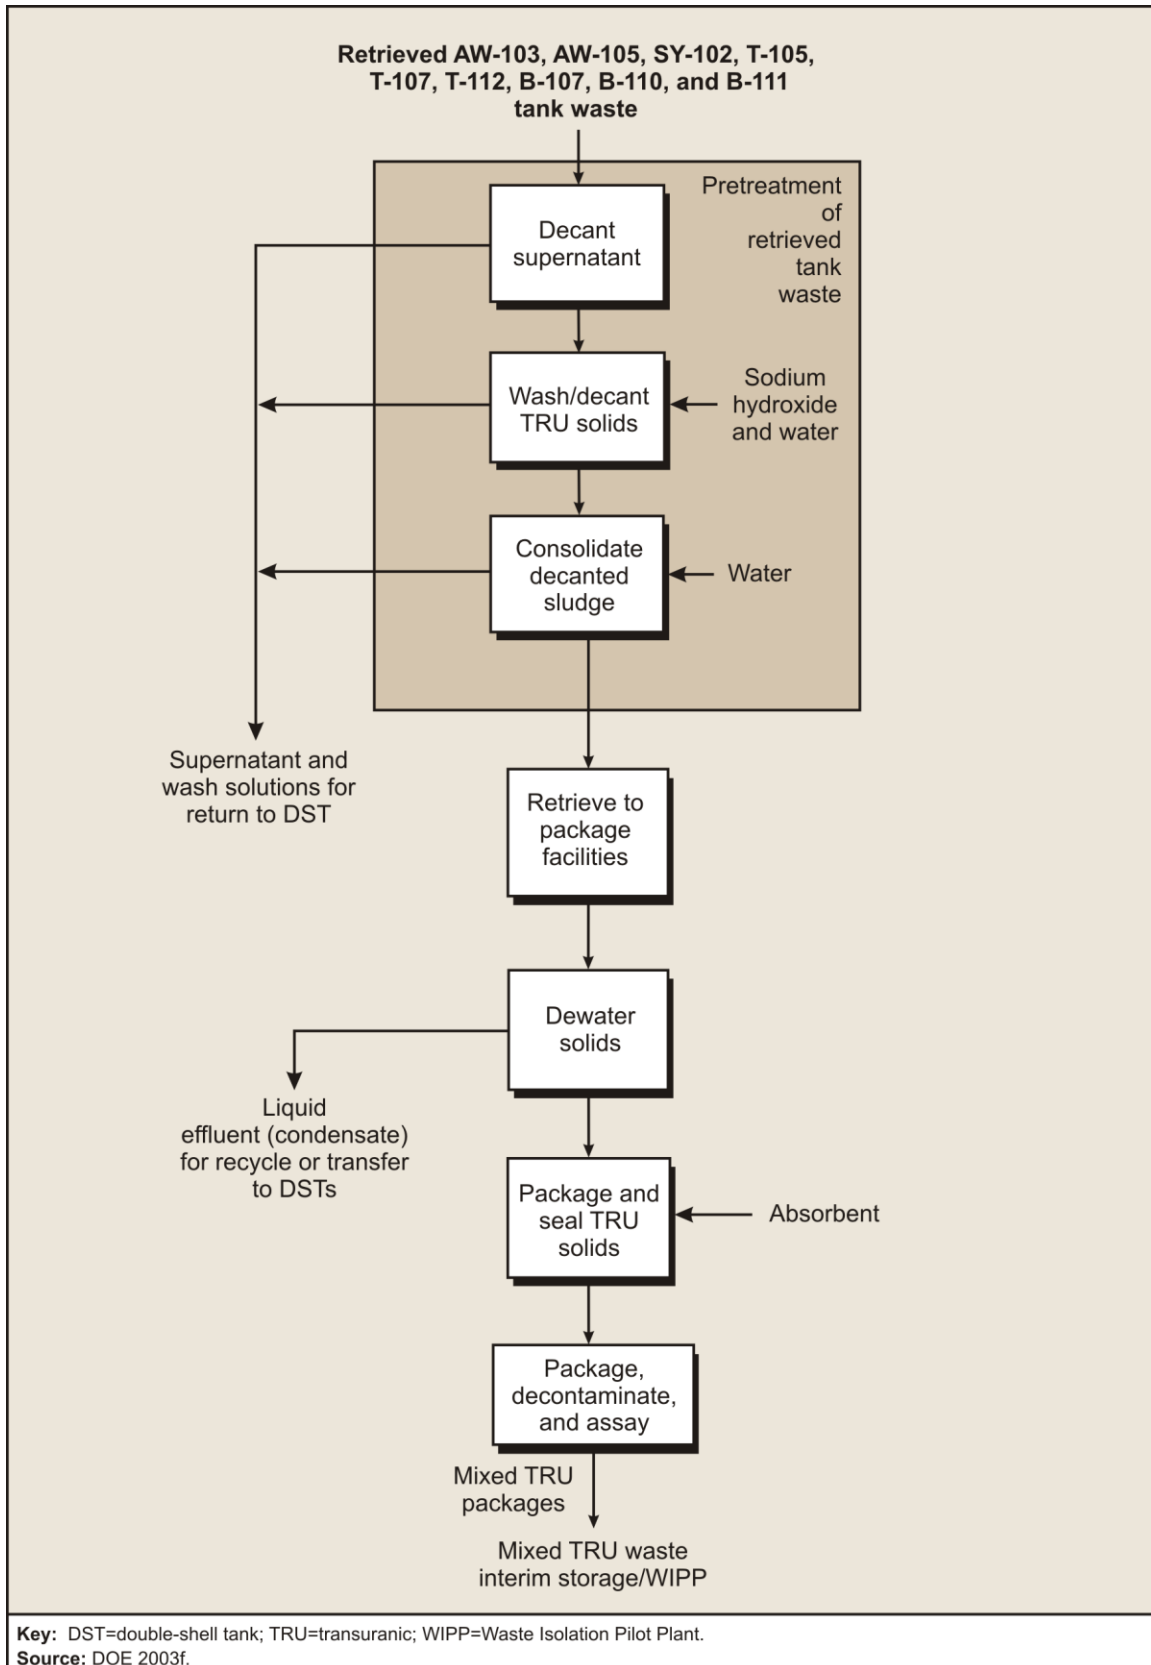 Retrieved AW-103, AW-105, SY-102, T-105,
T-107, T-112, B-107, B-110, and B-111
tank waste
Pretreatment
of
retrieved
tank
waste
Decant
supernatant
Wash/decant
TRU solids
Sodium
hydroxide
and water
Consolidate
decanted
sludge
Water
Supernatant and
wash solutions for
return to DST
Retrieve to
package
facilities
Dewater
solids
Liquid
effluent (condensate)
for recycle or transfer
to DSTs
Package and
seal TRU
solids
Absorbent
Package,
decontaminate,
and assay
Mixed TRU
packages
Mixed TRU waste
interim storage/WIPP
Key: DST=double-shell tank; TRU=transuranic; WIPP=Waste Isolation Pilot Plant.
Source: DOE 2003f.